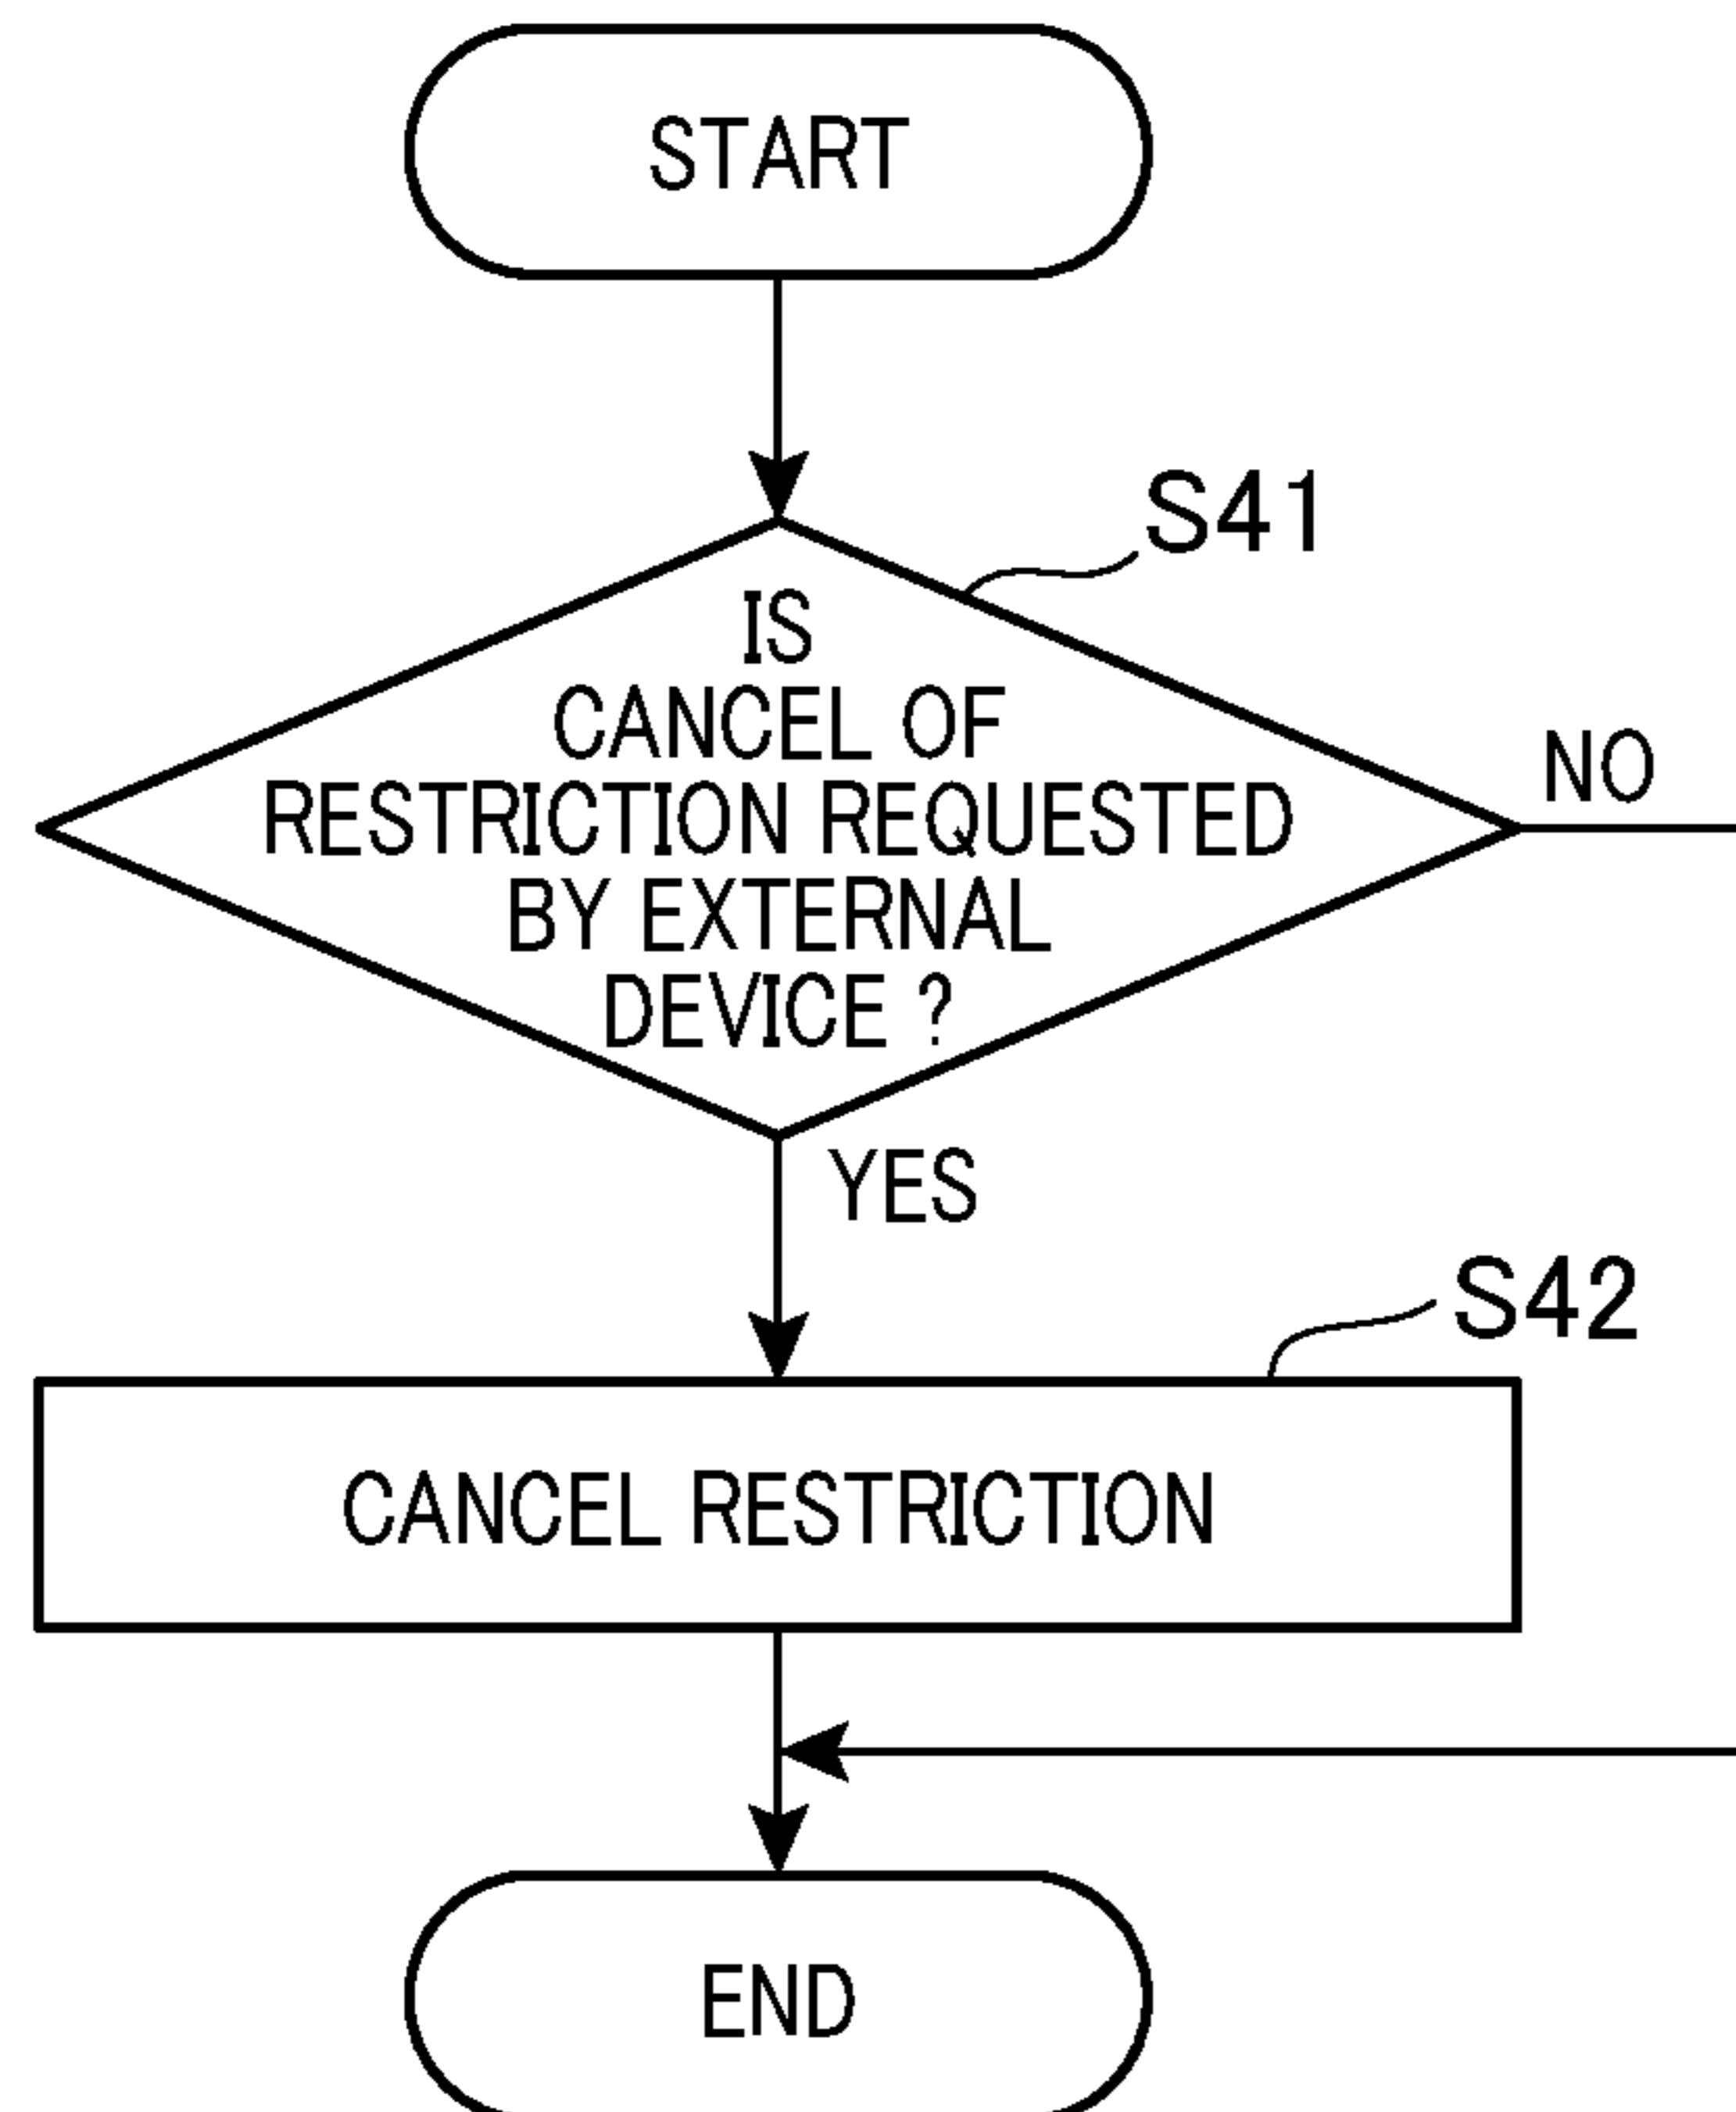 START
S41
IS
CANCEL OF
RESTRICTION REQUESTED
BY EXTERNAL
DEVICE ?
NO
YES
S42
CANCEL RESTRICTION
END